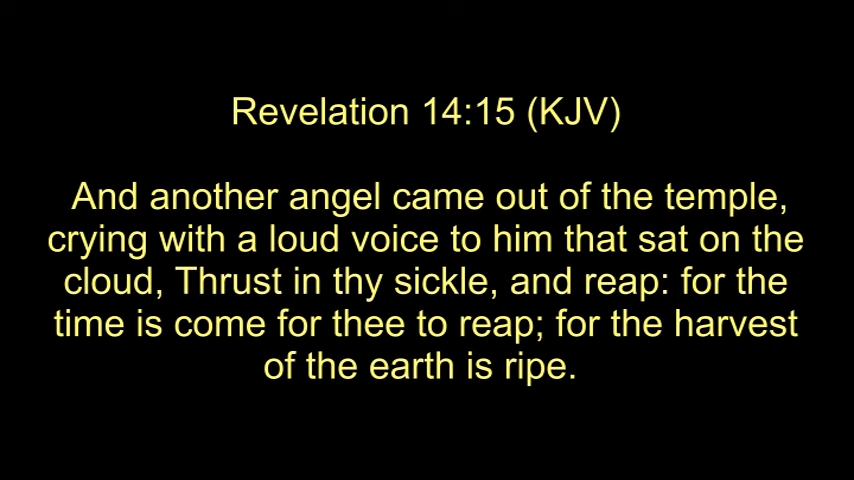 Revelation 14:15 (KJV)
And another angel came out of the temple,
crying with a loud voice to him that sat on the
cloud, Thrust in thy sickle, and reap: for the
time is come for thee to reap; for the harvest
of the earth is ripe.